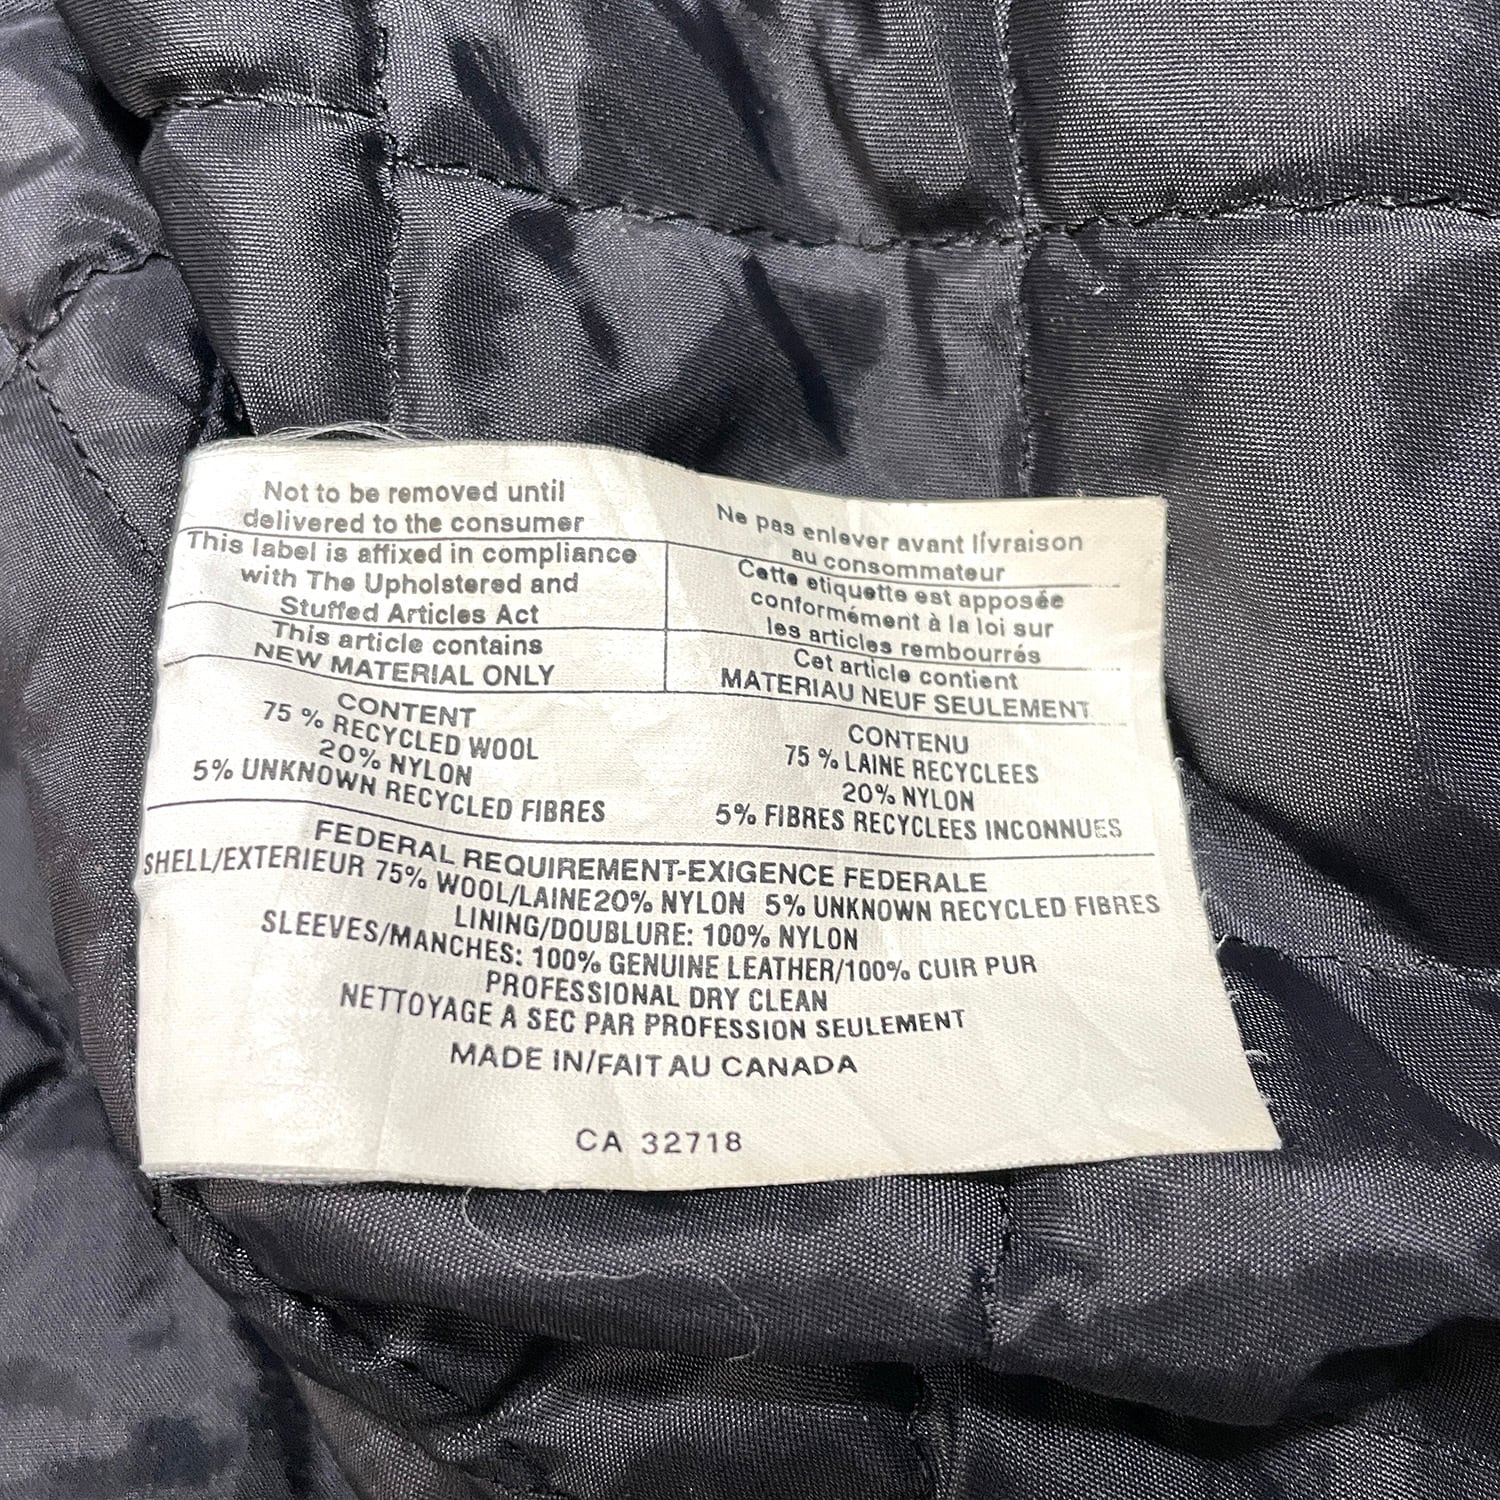 Not to be removed until
delivered to the consumer
This label is affixed in compliance
with The Upholstered and
Stuffed Articles Act
This article contains
NEW MATERIAL ONLY
Ne pas enlever avant livraison
au consommateur
Cette etiquette est apposée
conformément à la loi sur
les articles rembourrés
Cet article contient
MATERIAU NEUF SEULEMENT
CONTENT
75 % RECYCLED WOOL
20% NYLON
5% UNKNOWN RECYCLED FIBRES
CONTENU
75 % LAINE RECYCLEES
20% NYLON
5% FIBRES RECYCLEES INCONNUES
FEDERAL REQUIREMENT-EXIGENCE FEDERALE
SHELL/EXTERIEUR 75% WOOL/LAINE20% NYLON 5% UNKNOWN RECYCLED FIBRES
LINING/DOUBLURE: 100% NYLON
SLEEVES/MANCHES: 100% GENUINE LEATHER/100% CUIR PUR
PROFESSIONAL DRY CLEAN
NETTOYAGE A SEC PAR PROFESSION SEULEMENT
MADE IN/FAIT AU CANADA
CA 32718